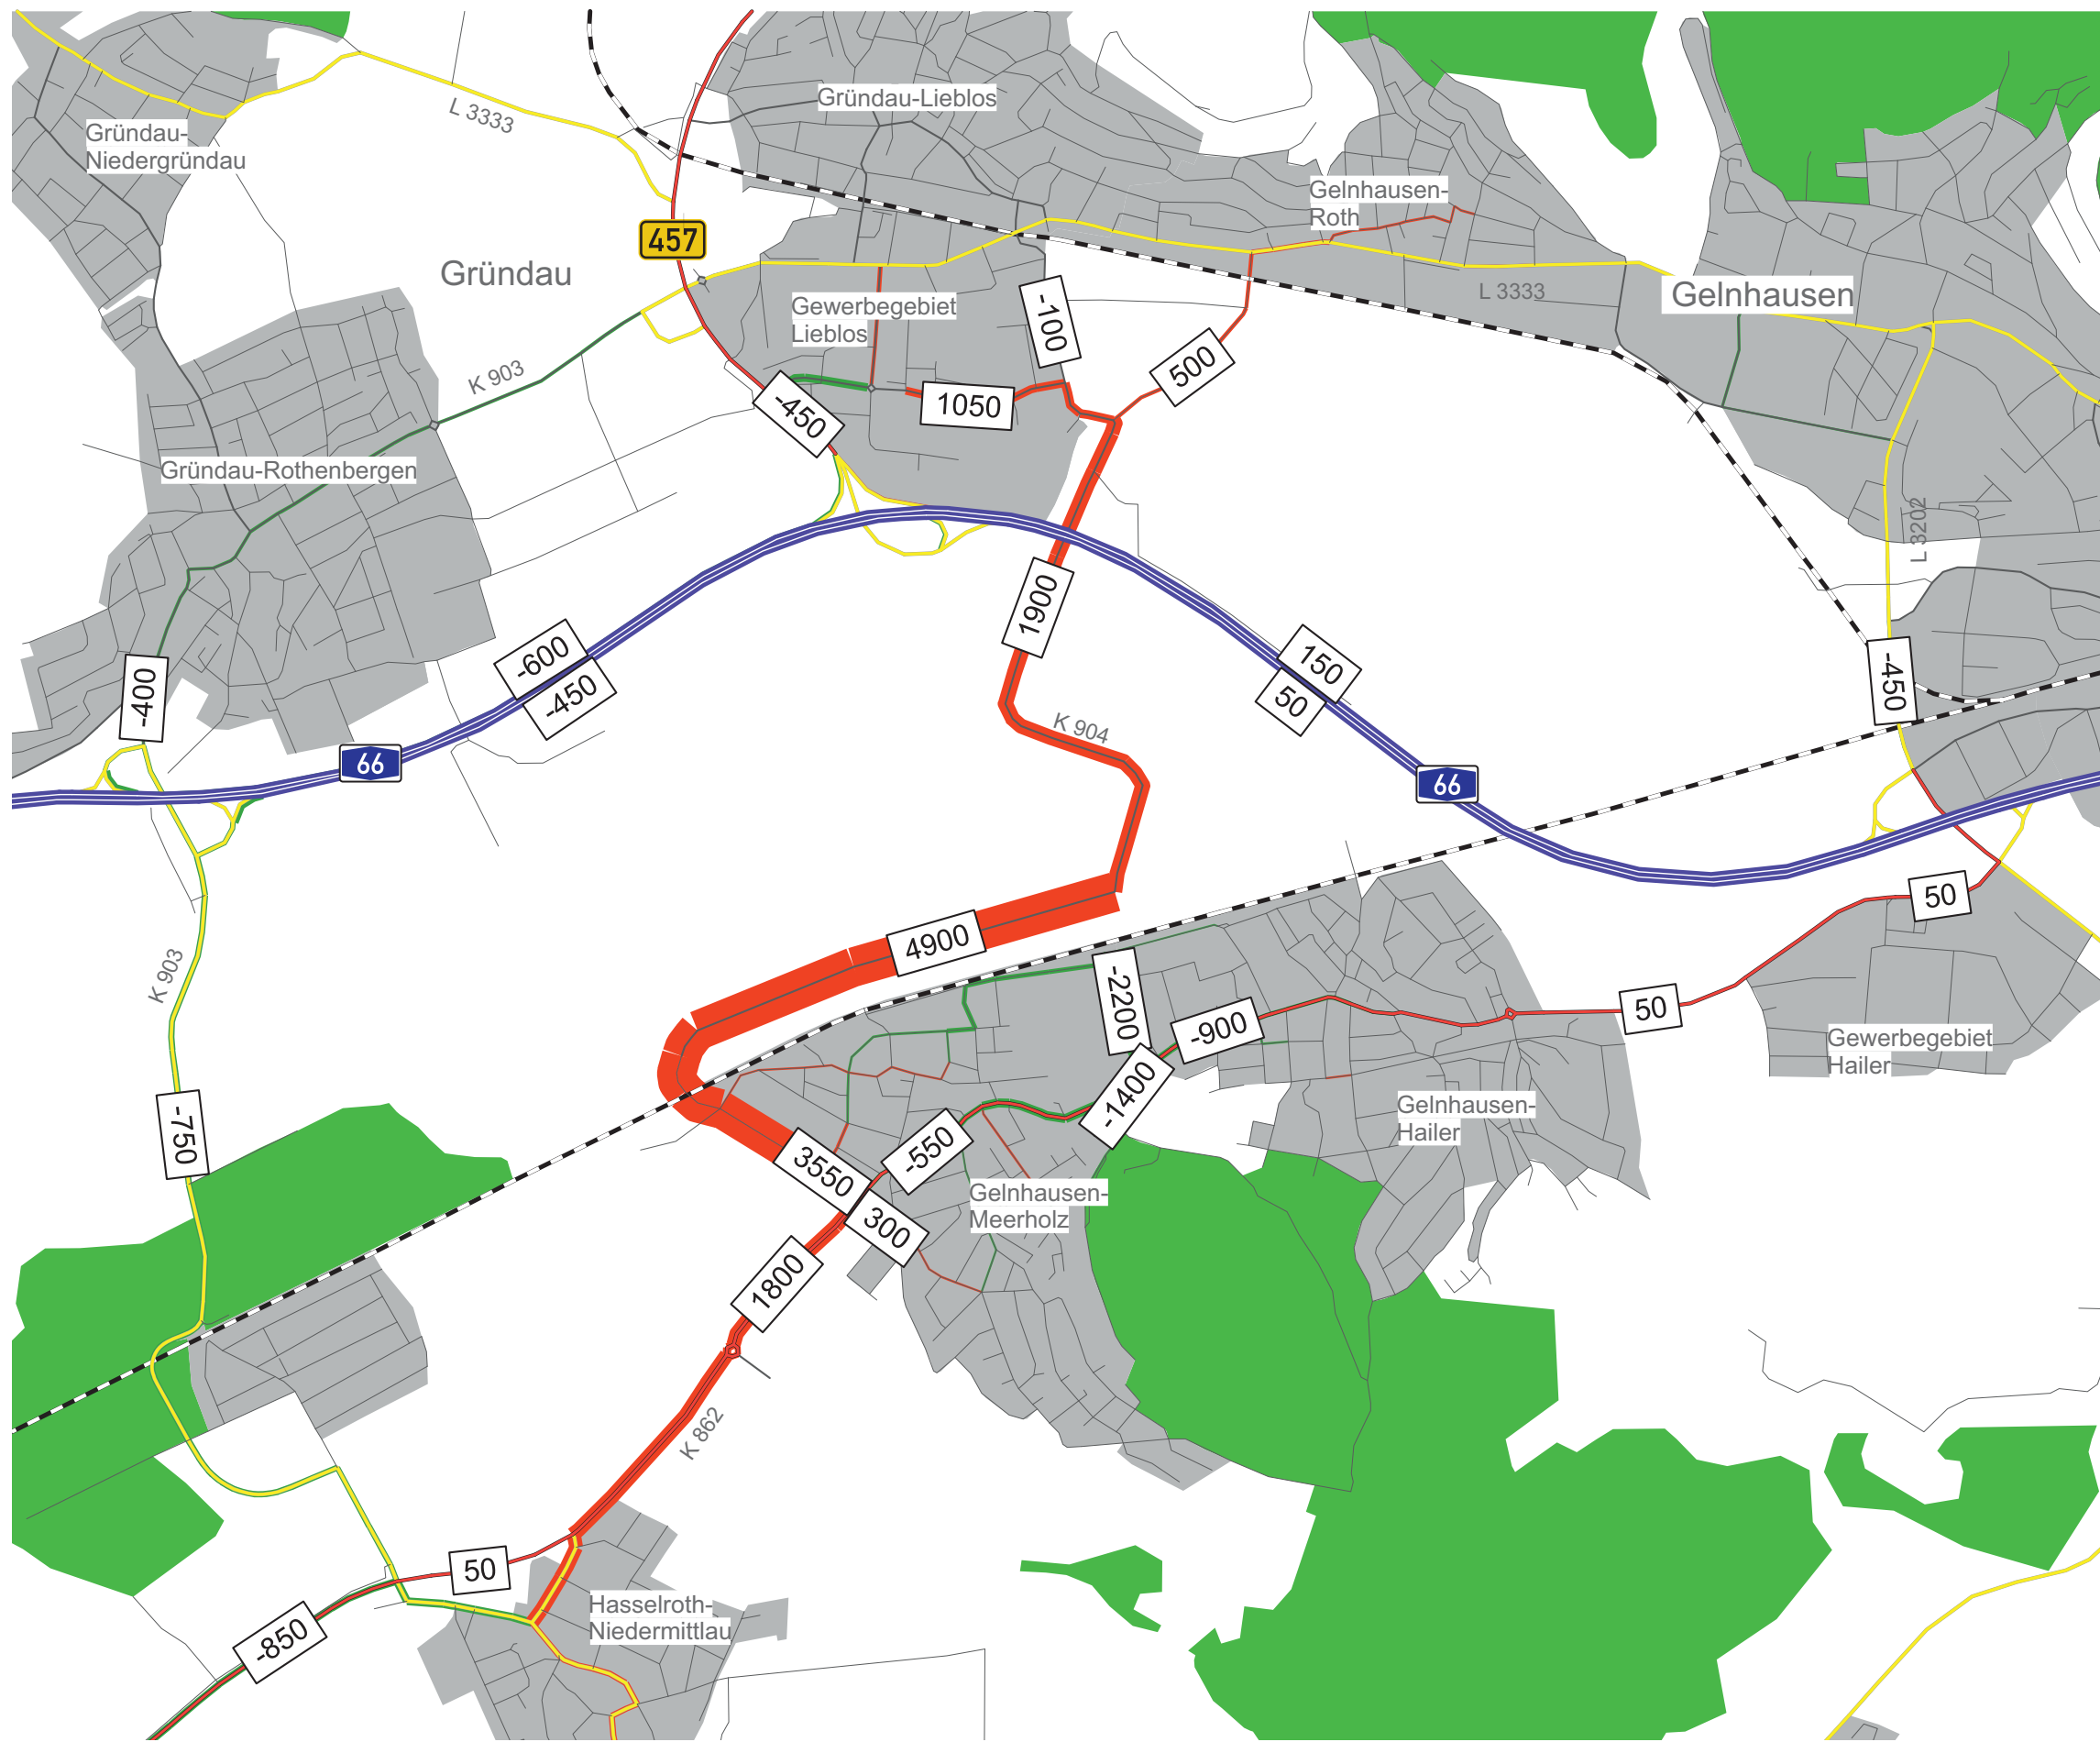 Gründau-Lieblos
L 3333
Gründau-
Niedergründau
Gelnhausen-
Roth
457
Gründau
L 3333
Gelnhausen
Gewerbegebiet
Lieblos
-100
500
K 903
1050
-450
Gründau-Rothenbergen
L 3202
1900
-600
-450
150
50
-400
-450
K 904
66
66
50
4900
K 903
-2200
-900
50
Gewerbegebiet
Hailer
-1400
Gelnhausen-
Hailer
-750
-550
3550
300
Gelnhausen-
Meerholz
1800
K 862
50
Hasselroth-
Niedermittlau
-850